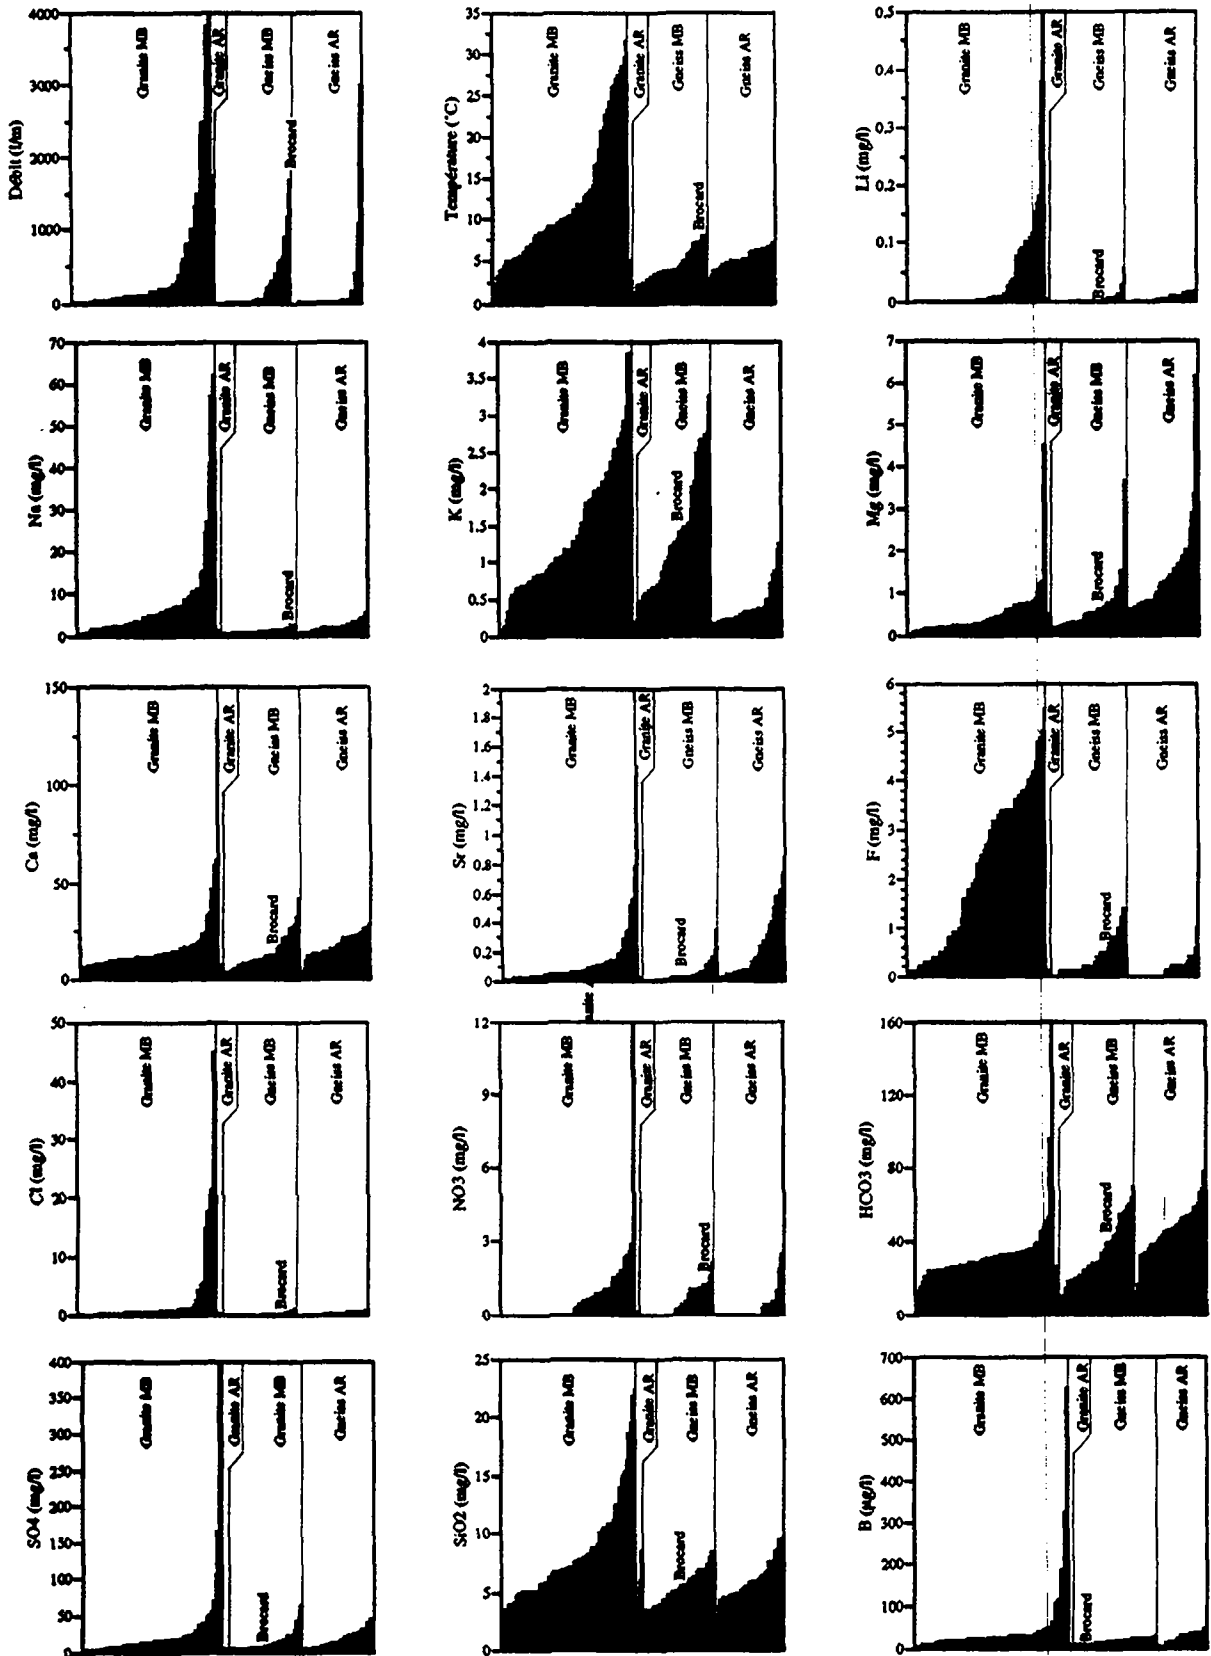 Débit (l/m)
4000
3000
2000
1000
0
Granite MB
Granite AR
Gneiss MB
Gneiss AR
Brocard
Température (°C)
35
30
25
20
15
10
5
0
Granite MB
Granite AR
Gneiss MB
Gneiss AR
Brocard
Li (mg/l)
0.5
0.4
0.3
0.2
0.1
0
Granite MB
Granite AR
Gneiss MB
Gneiss AR
Brocard
Na (mg/l)
70
60
50
40
30
20
10
0
Granite MB
Granite AR
Gneiss MB
Gneiss AR
Brocard
K (mg/l)
4
3.5
3
2.5
2
1.5
1
0.5
0
Granite MB
Granite AR
Gneiss MB
Gneiss AR
Brocard
Mg (mg/l)
7
6
5
4
3
2
1
0
Granite MB
Granite AR
Gneiss MB
Gneiss AR
Brocard
Ca (mg/l)
150
100
50
0
Granite MB
Granite AR
Gneiss MB
Gneiss AR
Brocard
Sr (mg/l)
2
1.8
1.6
1.4
1.2
1
0.8
0.6
0.4
0.2
0
Granite MB
Granite AR
Gneiss MB
Gneiss AR
Brocard
F (mg/l)
6
5
4
3
2
1
0
Granite MB
Granite AR
Gneiss MB
Gneiss AR
Brocard
Cl (mg/l)
50
40
30
20
10
0
Granite MB
Granite AR
Gneiss MB
Gneiss AR
Brocard
NO3 (mg/l)
12
9
6
3
0
Granite MB
Granite AR
Gneiss MB
Gneiss AR
Brocard
HCO3 (mg/l)
160
120
80
40
0
Granite MB
Granite AR
Gneiss MB
Gneiss AR
Brocard
SO4 (mg/l)
400
350
300
250
200
150
100
50
0
Granite MB
Granite AR
Gneiss MB
Gneiss AR
Brocard
SiO2 (mg/l)
25
20
15
10
5
0
Granite MB
Granite AR
Gneiss MB
Gneiss AR
Brocard
B (µg/l)
700
600
500
400
300
200
100
0
Granite MB
Granite AR
Gneiss MB
Gneiss AR
Brocard